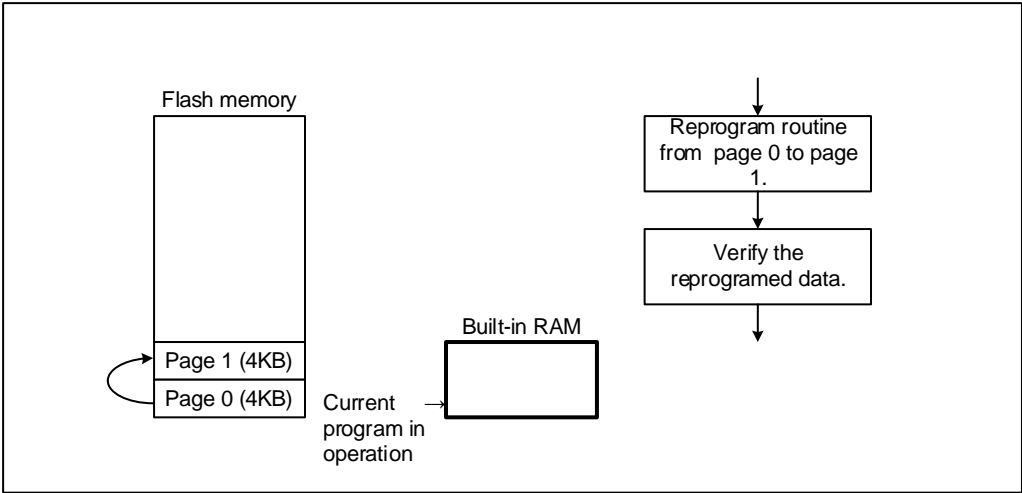 Flash memory
Page 1 (4KB)
Page 0 (4KB)
Current
program in
operation
Built-in RAM
Reprogram routine
from page 0 to page
1.
Verify the
reprogramed data.